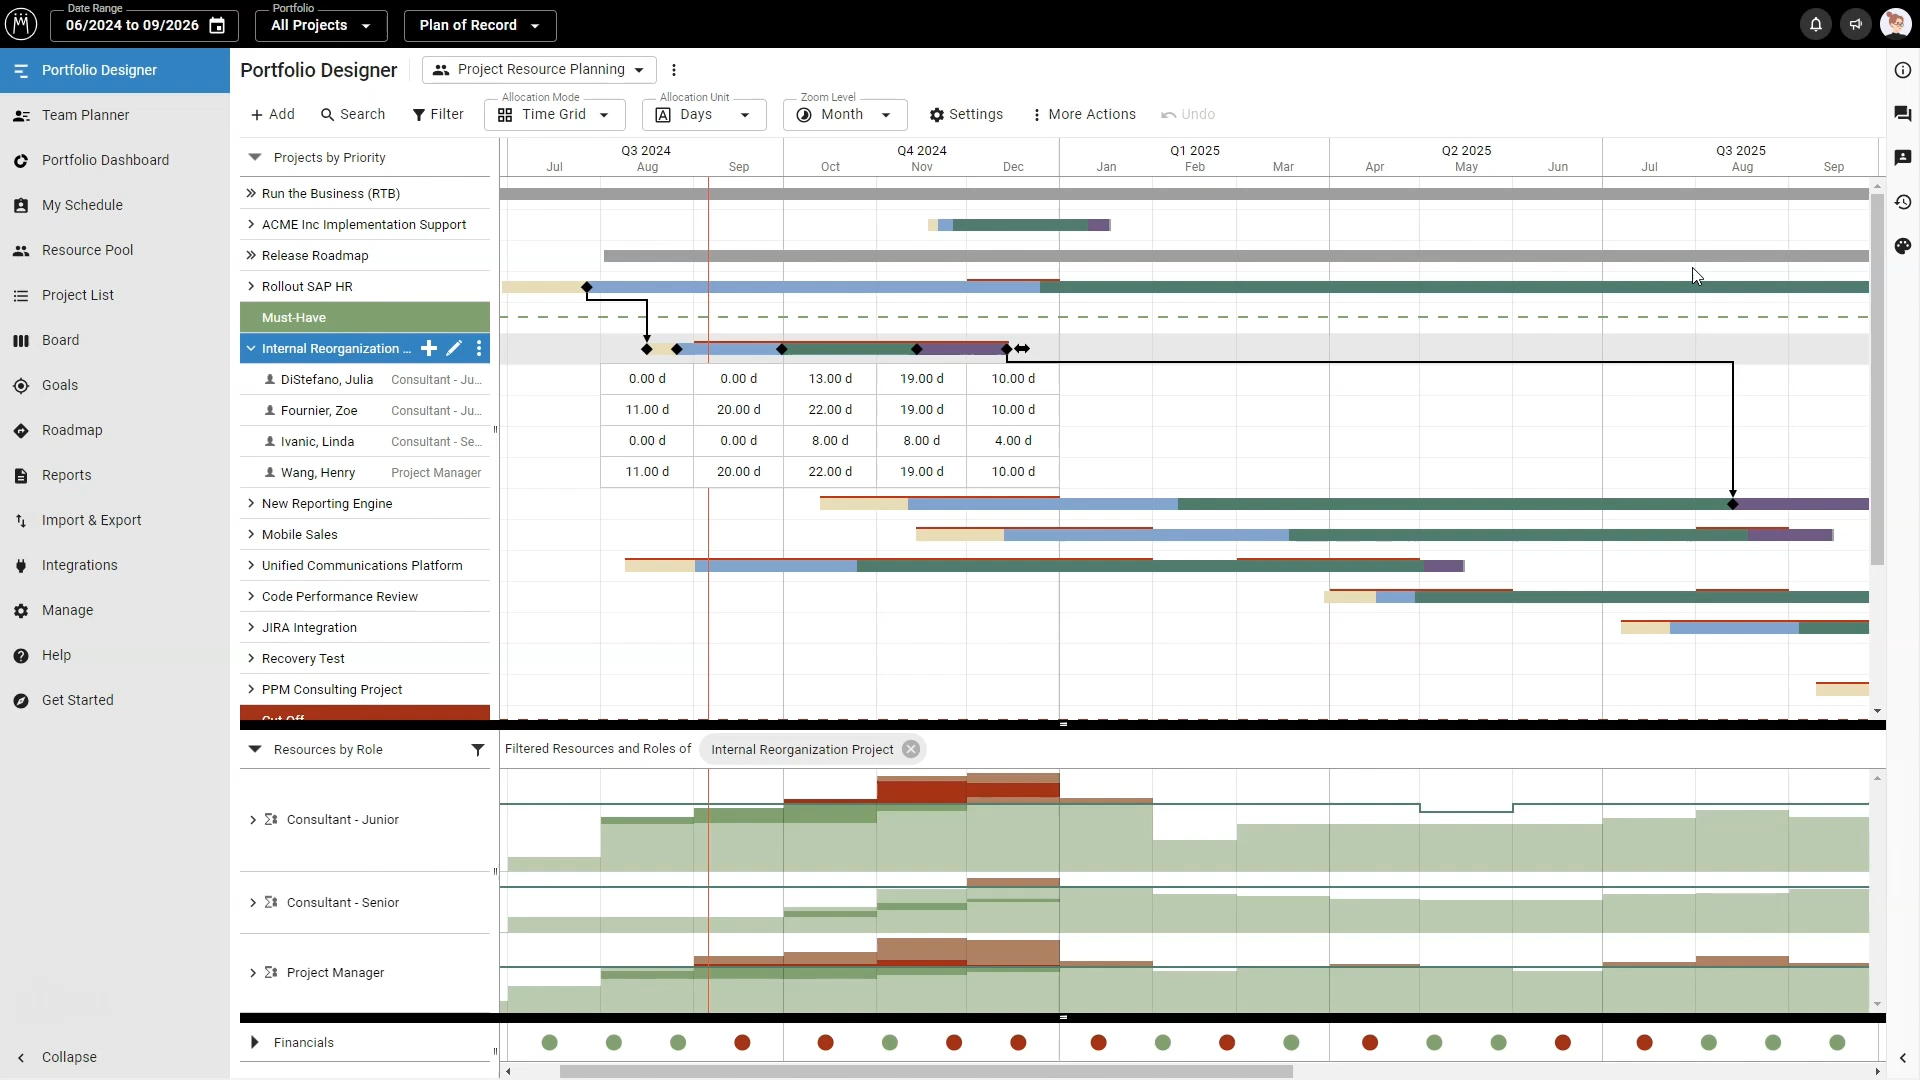 Date Range
06/2024 to 09/2026
Portfolio
All Projects
Plan of Record
Portfolio Designer
Team Planner
Portfolio Dashboard
My Schedule
Resource Pool
Project List
Board
Goals
Roadmap
Reports
Import & Export
Integrations
Manage
Help
Get Started
Collapse
Portfolio Designer
Project Resource Planning
Add
Search
Filter
Allocation Mode
Time Grid
Allocation Unit
Days
Zoom Level
Month
Settings
More Actions
Undo
Projects by Priority
Q3 2024 Q4 2024 Q1 2025 Q2 2025 Q3 2025
Jul Aug Sep Oct Nov Dec Jan Feb Mar Apr May Jun Jul Aug Sep
Run the Business (RTB)
ACME Inc Implementation Support
Release Roadmap
Rollout SAP HR
Must-Have
Internal Reorganization ...
DiStefano, Julia Consultant - Ju... 0.00 d 0.00 d 13.00 d 19.00 d 10.00 d
Fournier, Zoe Consultant - Ju... 11.00 d 20.00 d 22.00 d 19.00 d 10.00 d
Ivanic, Linda Consultant - Se... 0.00 d 0.00 d 8.00 d 8.00 d 4.00 d
Wang, Henry Project Manager 11.00 d 20.00 d 22.00 d 19.00 d 10.00 d
New Reporting Engine
Mobile Sales
Unified Communications Platform
Code Performance Review
JIRA Integration
Recovery Test
PPM Consulting Project
Cut-Off
Resources by Role
Filtered Resources and Roles of Internal Reorganization Project
Consultant - Junior
Consultant - Senior
Project Manager
Financials